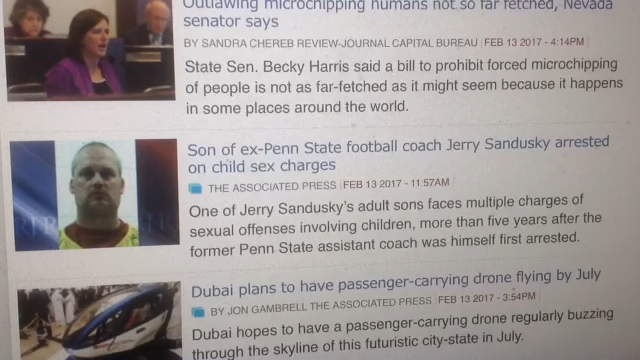 Outlawing microchipping humans not so far fetched, Nevada
senator says
BY SANDRA CHEREB REVIEW-JOURNAL CAPITAL BUREAU | FEB 13 2017 - 4:14PM
State Sen. Becky Harris said a bill to prohibit forced microchipping
of people is not as far-fetched as it might seem because it happens
in some places around the world.
Son of ex-Penn State football coach Jerry Sandusky arrested
on child sex charges
THE ASSOCIATED PRESS | FEB 13 2017 - 11:57AM
One of Jerry Sandusky's adult sons faces multiple charges of
sexual offenses involving children, more than five years after the
former Penn State assistant coach was himself first arrested.
Dubai plans to have passenger-carrying drone flying by July
BY JON GAMBRELL THE ASSOCIATED PRESS | FEB 13 2017 - 3:54PM
Dubai hopes to have a passenger-carrying drone regularly buzzing
through the skyline of this futuristic city-state in July.